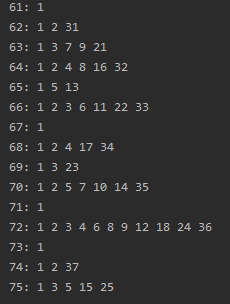 61: 1
62: 1 2 31
63: 1 3 7 9 21
64: 1 2 4 8 16 32
65: 1 5 13
66: 1 2 3 6 11 22 33
67: 1
68: 1 2 4 17 34
69: 1 3 23
70: 1 2 5 7 10 14 35
71: 1
72: 1 2 3 4 6 8 9 12 18 24 36
73: 1
74: 1 2 37
75: 1 3 5 15 25